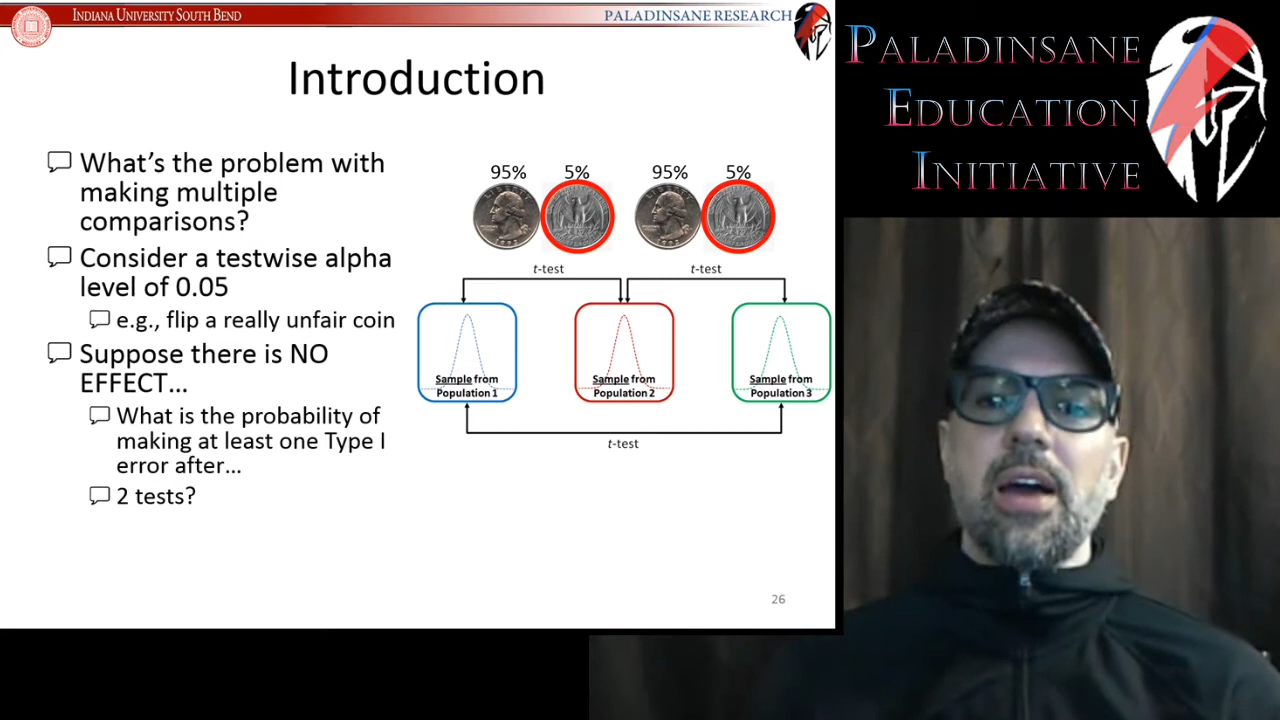 INDIANA UNIVERSITY SOUTH BEND
PALADINSANE RESEARCH
PALADINSANE
EDUCATION
INITIATIVE
Introduction
What's the problem with
making multiple
comparisons?
Consider a testwise alpha
level of 0.05
e.g., flip a really unfair coin
Suppose there is NO
EFFECT...
What is the probability of
making at least one Type I
error after...
2 tests?
95% 5% 95% 5%
t-test t-test
Sample from
Population 1
Sample from
Population 2
Sample from
Population 3
t-test
26